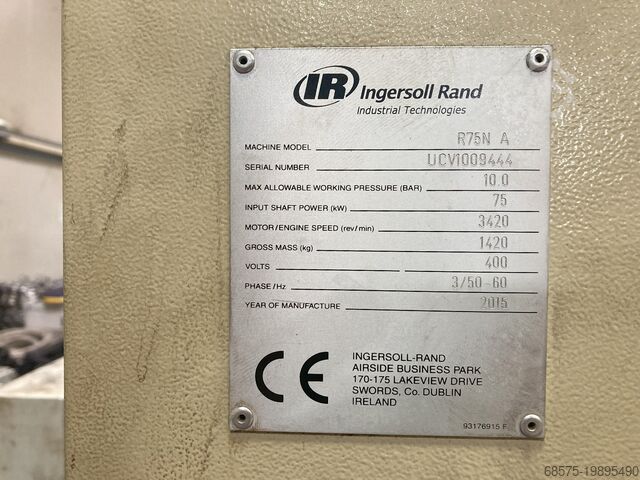 IR Ingersoll Rand
Industrial Technologies
MACHINE MODEL R75N A
SERIAL NUMBER UCV1009444
MAX ALLOWABLE WORKING PRESSURE (BAR) 10.0
INPUT SHAFT POWER (kW) 75
MOTOR/ENGINE SPEED (rev/min) 3420
GROSS MASS (kg) 1420
VOLTS 400
PHASE/Hz 3/50-60
YEAR OF MANUFACTURE 2015
CE
INGERSOLL-RAND
AIRSIDE BUSINESS PARK
170-175 LAKEVIEW DRIVE
SWORDS, Co. DUBLIN
IRELAND
93176915 F
68575-19895490